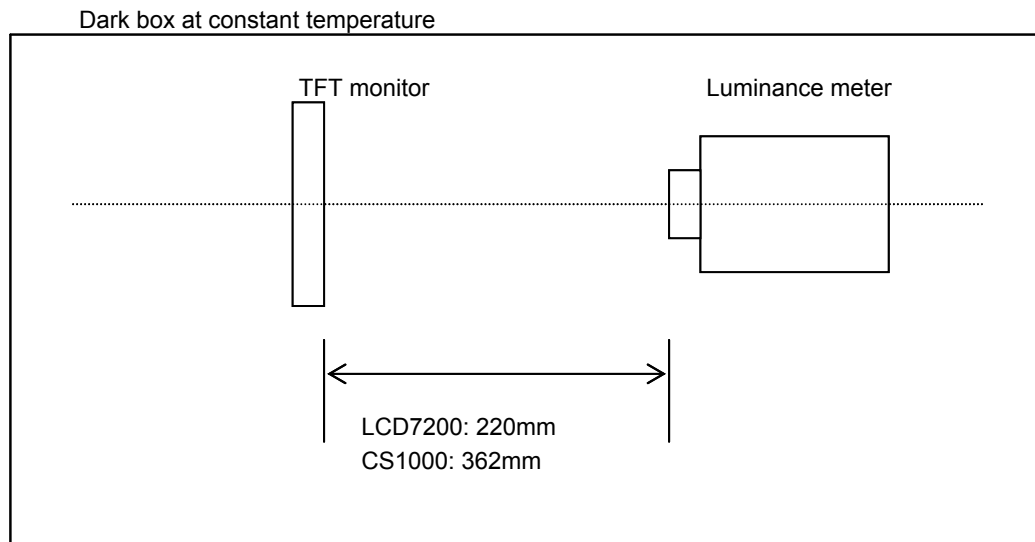 Dark box at constant temperature
TFT monitor
Luminance meter
LCD7200: 220mm
CS1000: 362mm